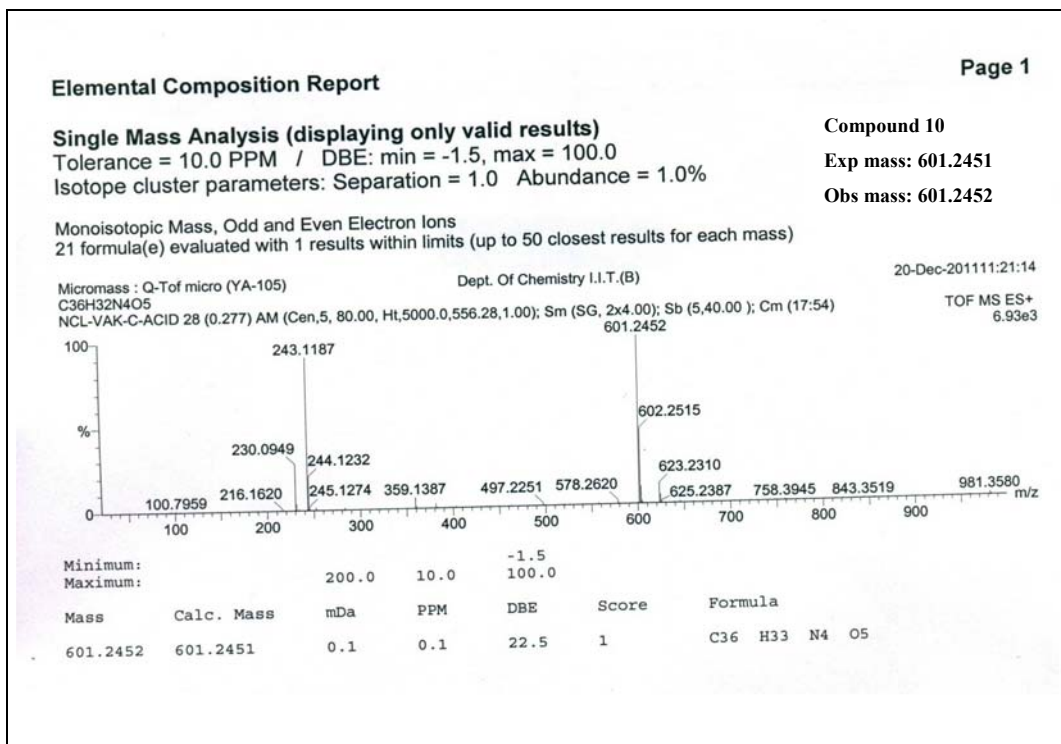 Page 1
Elemental Composition Report
Single Mass Analysis (displaying only valid results)
Tolerance = 10.0 PPM / DBE: min = -1.5, max = 100.0
Isotope cluster parameters: Separation = 1.0 Abundance = 1.0%
Compound 10
Exp mass: 601.2451
Obs mass: 601.2452
Monoisotopic Mass, Odd and Even Electron Ions
21 formula(e) evaluated with 1 results within limits (up to 50 closest results for each mass)
Micromass : Q-Tof micro (YA-105) Dept. Of Chemistry I.I.T.(B) 20-Dec-201111:21:14
C36H32N4O5 TOF MS ES+
NCL-VAK-C-ACID 28 (0.277) AM (Cen,5, 80.00, Ht,5000.0,556.28,1.00); Sm (SG, 2x4.00); Sb (5,40.00 ); Cm (17:54) 6.93e3
601.2452
100
243.1187
602.2515
%
230.0949
244.1232
623.2310
100.7959 216.1620 245.1274 359.1387 497.2251 578.2620 625.2387 758.3945 843.3519 981.3580
0 m/z
100 200 300 400 500 600 700 800 900
Minimum: -1.5
Maximum: 200.0 10.0 100.0
Mass Calc. Mass mDa PPM DBE Score Formula
601.2452 601.2451 0.1 0.1 22.5 1 C36 H33 N4 O5